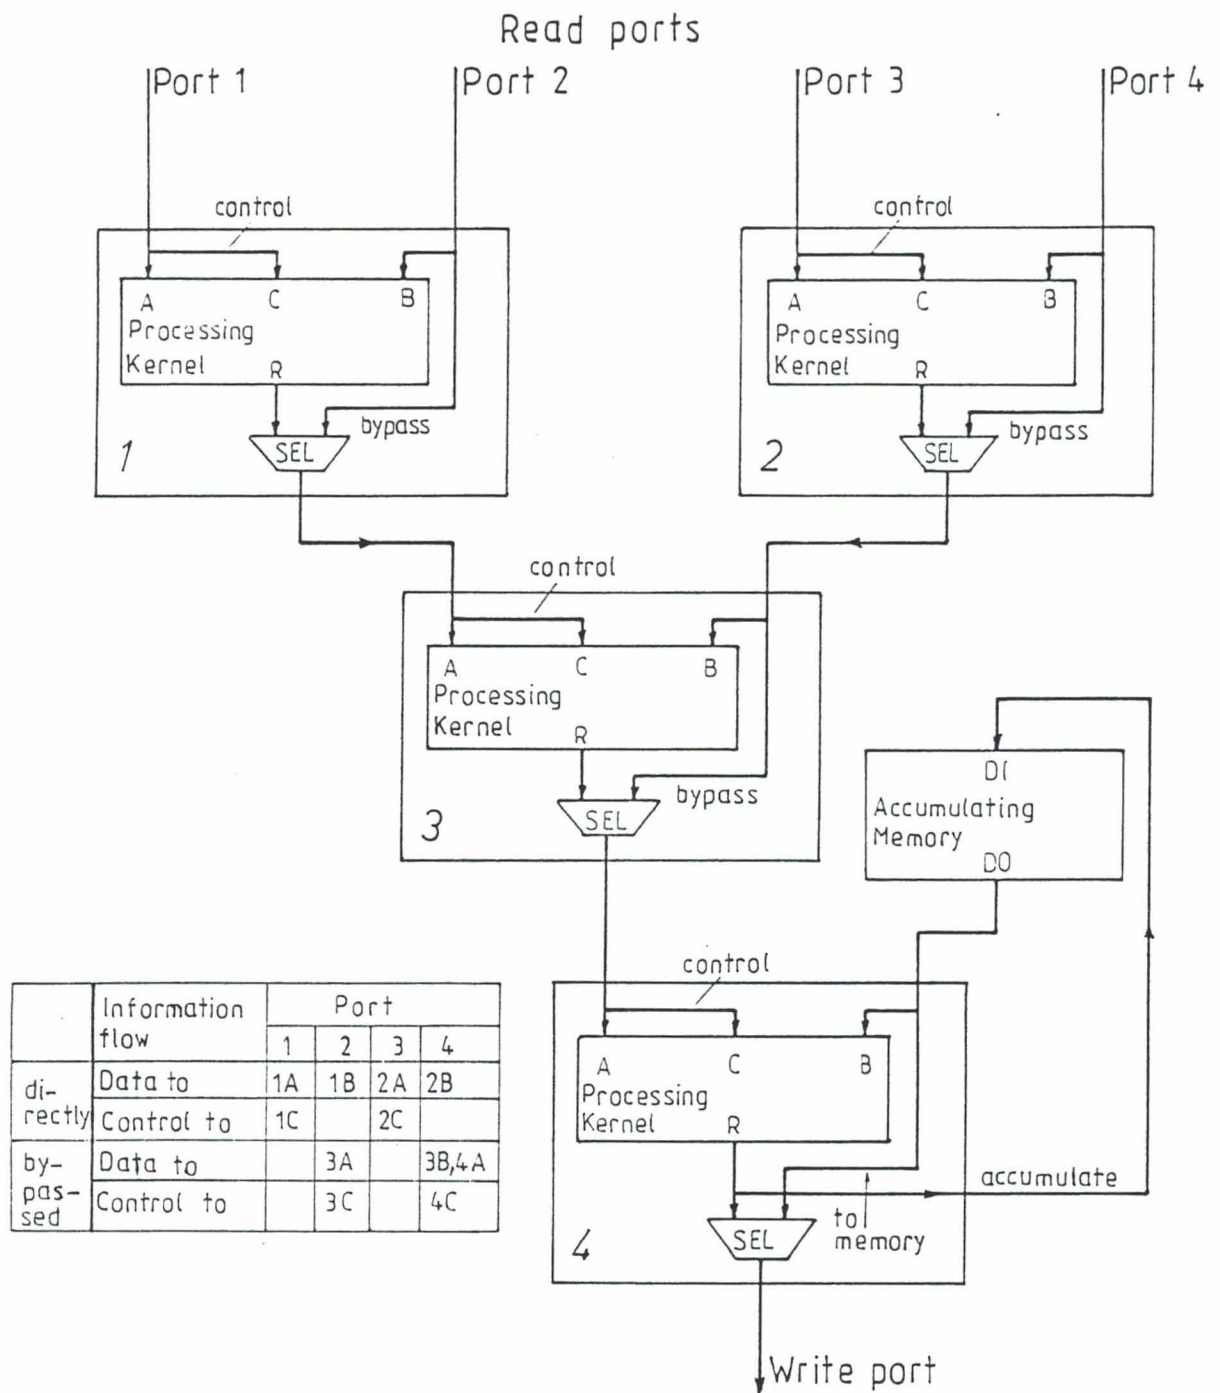 Read ports
Port 1
Port 2
Port 3
Port 4
control
A
C
B
Processing
Kernel
R
bypass
SEL
1
control
A
C
B
Processing
Kernel
R
bypass
SEL
2
control
A
C
B
Processing
Kernel
R
bypass
SEL
3
DI
Accumulating
Memory
DO
control
A
C
B
Processing
Kernel
R
accumulate
to
memory
SEL
4
Write port
Information flow Port
1 2 3 4
di-
rectly
Data to 1A 1B 2A 2B
Control to 1C 2C
by-
pas-
sed
Data to 3A 3B,4A
Control to 3C 4C